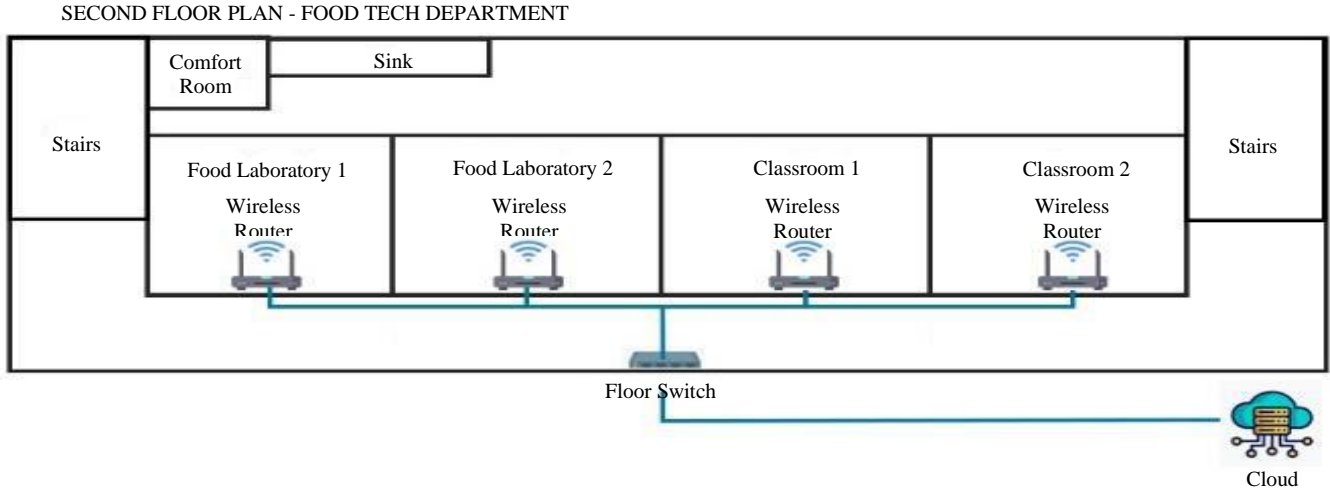 SECOND FLOOR PLAN - FOOD TECH DEPARTMENT
Comfort
Room
Sink
Stairs
Stairs
Food Laboratory 1
Wireless
Router
Food Laboratory 2
Wireless
Router
Classroom 1
Wireless
Router
Classroom 2
Wireless
Router
Floor Switch
Cloud